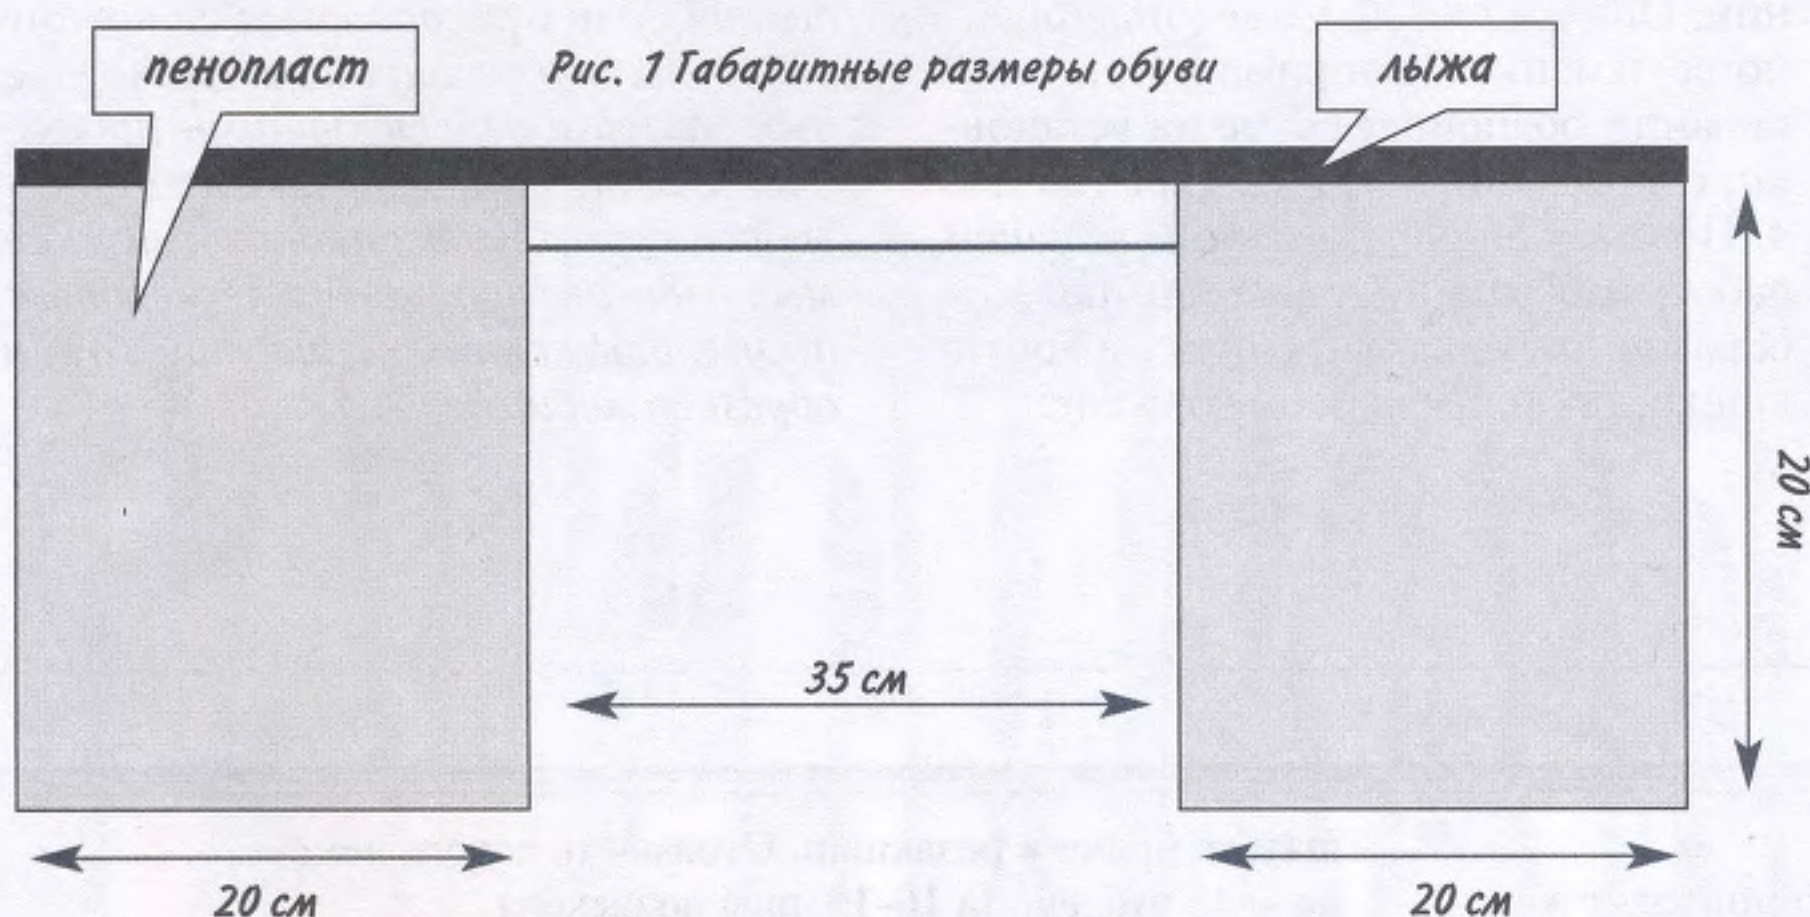 пенопласт
Рис. 1 Габаритные размеры обуви
лыжа
35 см
20 см
20 см
20 см